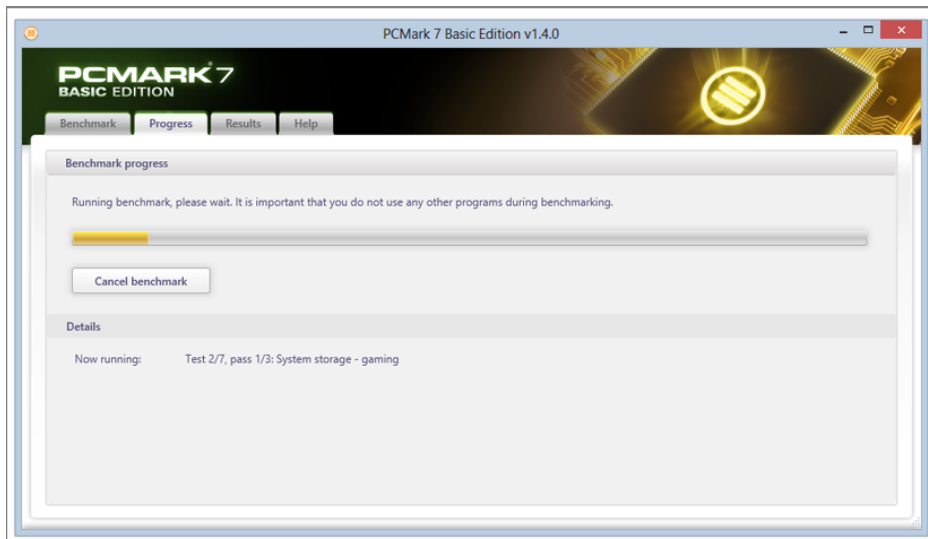 PCMark 7 Basic Edition v1.4.0
PCMARK 7
BASIC EDITION
Benchmark Progress Results Help
Benchmark progress
Running benchmark, please wait. It is important that you do not use any other programs during benchmarking.
Cancel benchmark
Details
Now running: Test 2/7, pass 1/3: System storage - gaming